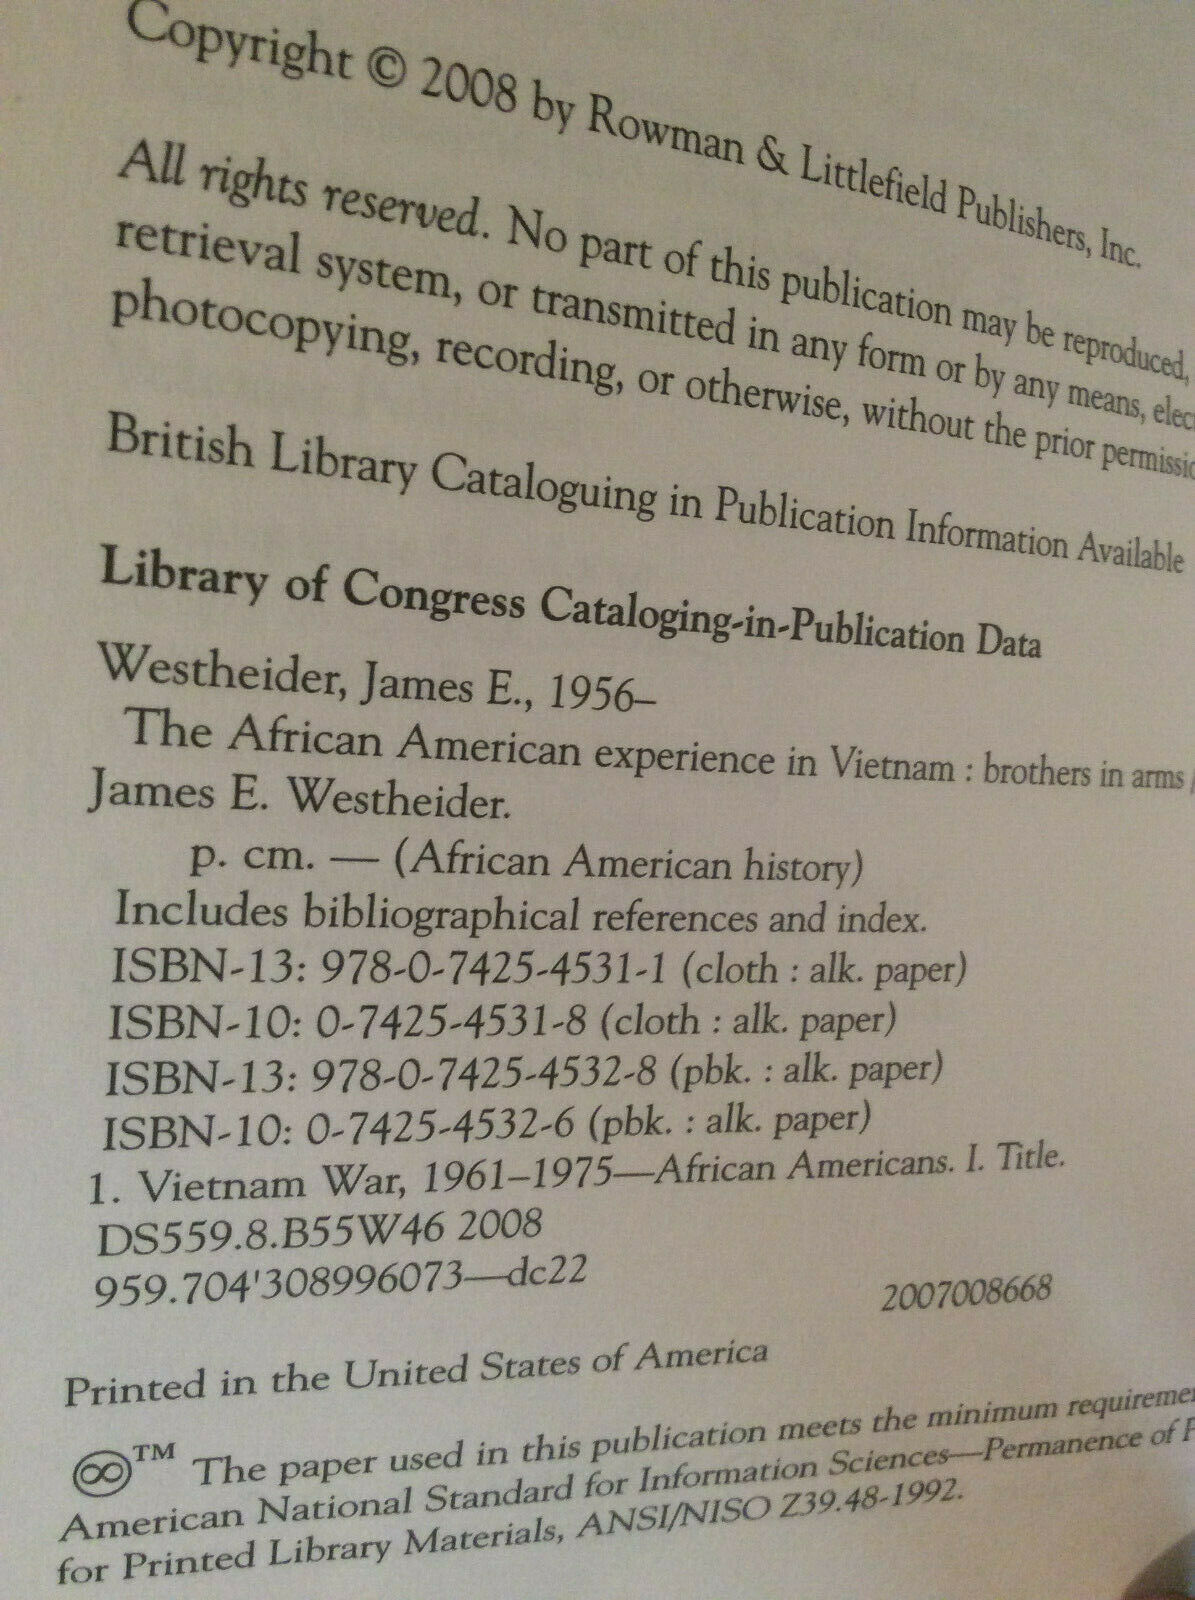 Copyright © 2008 by Rowman & Littlefield Publishers, Inc.
All rights reserved. No part of this publication may be reproduced,
retrieval system, or transmitted in any form or by any means,
photocopying, recording, or otherwise, without the prior
British Library Cataloguing in Publication Information Available
Library of Congress Cataloging-in-Publication Data
Westheider, James E., 1956–
The African American experience in Vietnam : brothers in arms /
James E. Westheider.
p. cm. — (African American history)
Includes bibliographical references and index.
ISBN-13: 978-0-7425-4531-1 (cloth : alk. paper)
ISBN-10: 0-7425-4531-8 (cloth : alk. paper)
ISBN-13: 978-0-7425-4532-8 (pbk. : alk. paper)
ISBN-10: 0-7425-4532-6 (pbk. : alk. paper)
1. Vietnam War, 1961–1975—African Americans. I. Title.
DS559.8.B55W46 2008
959.704'308996073—dc22
2007008668
Printed in the United States of America
♾™ The paper used in this publication meets the minimum
American National Standard for Information Sciences—Permanence of
for Printed Library Materials, ANSI/NISO Z39.48-1992.